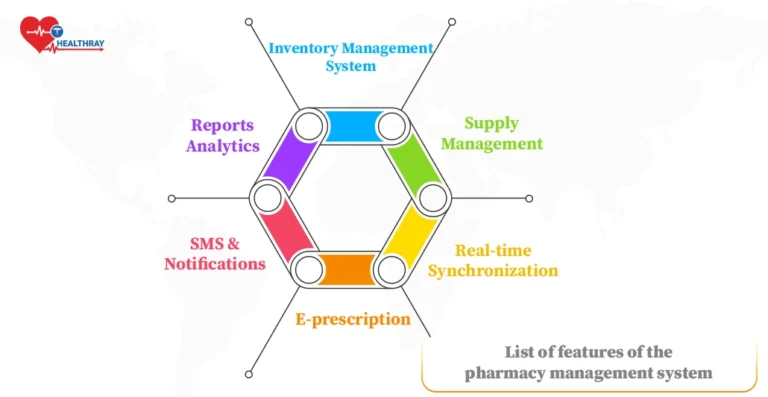 HEALTHRAY
Inventory Management
System
Reports
Analytics
Supply
Management
SMS &
Notifications
Real-time
Synchronization
E-prescription
List of features of the
pharmacy management system